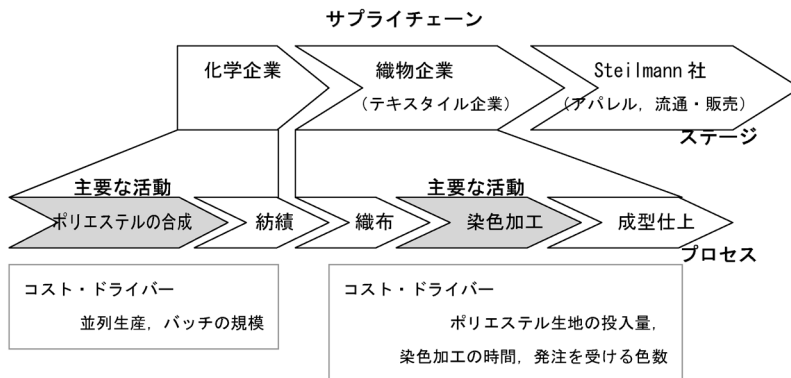 サプライチェーン
化学企業
織物企業
(テキスタイル企業)
Steilmann 社
(アパレル，流通・販売)
ステージ
主要な活動
主要な活動
ポリエステルの合成
紡績
織布
染色加工
成型仕上
プロセス
コスト・ドライバー
並列生産，バッチの規模
コスト・ドライバー
ポリエステル生地の投入量，
染色加工の時間，発注を受ける色数